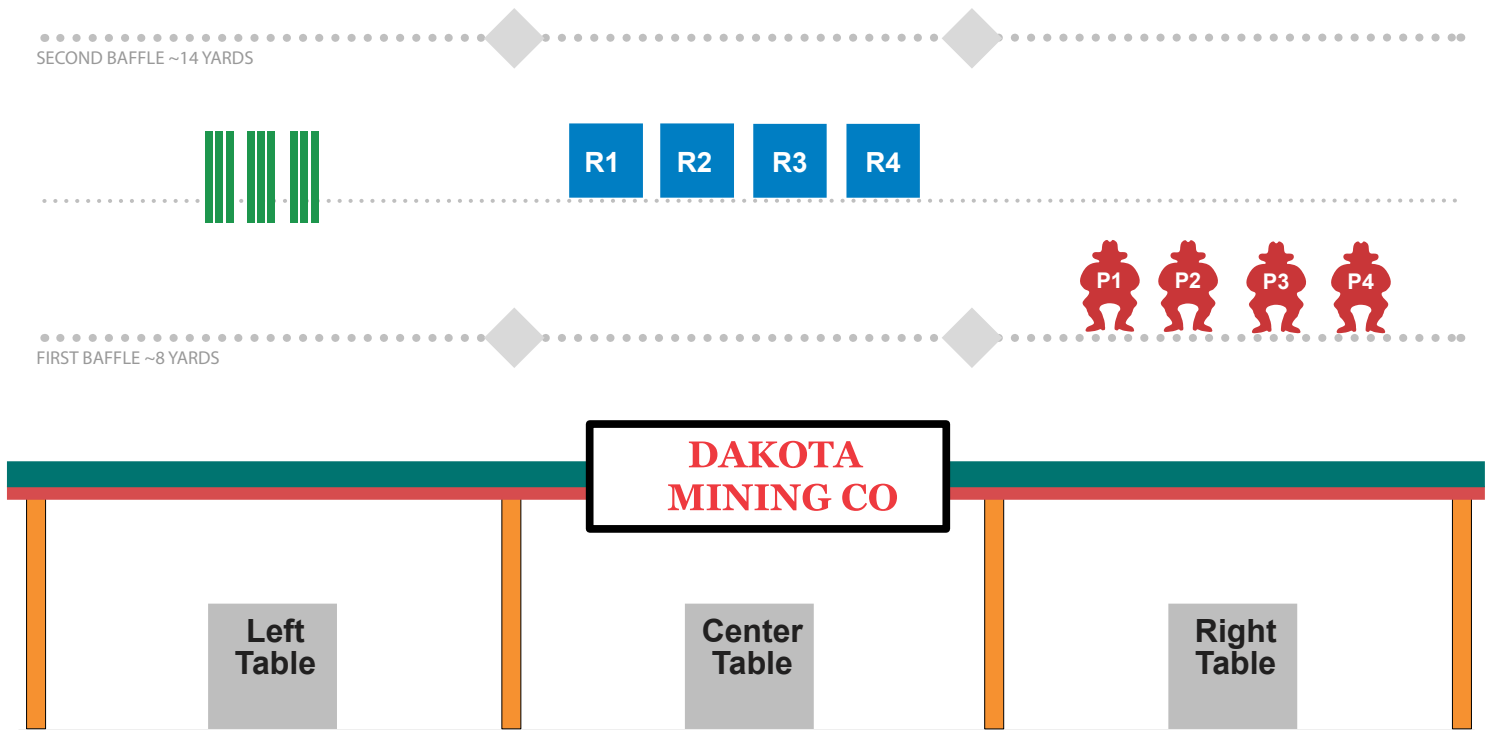 SECOND BAFFLE ~14 YARDS
R1 R2 R3 R4
P1 P2 P3 P4
FIRST BAFFLE ~8 YARDS
DAKOTA
MINING CO
Left
Table
Center
Table
Right
Table